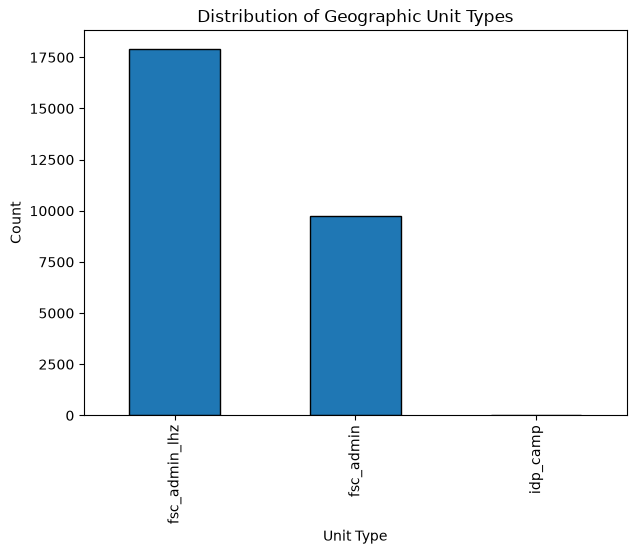 Distribution of Geographic Unit Types
Count
17500
15000
12500
10000
7500
5000
2500
0
fsc_admin_lhz
fsc_admin
idp_camp
Unit Type